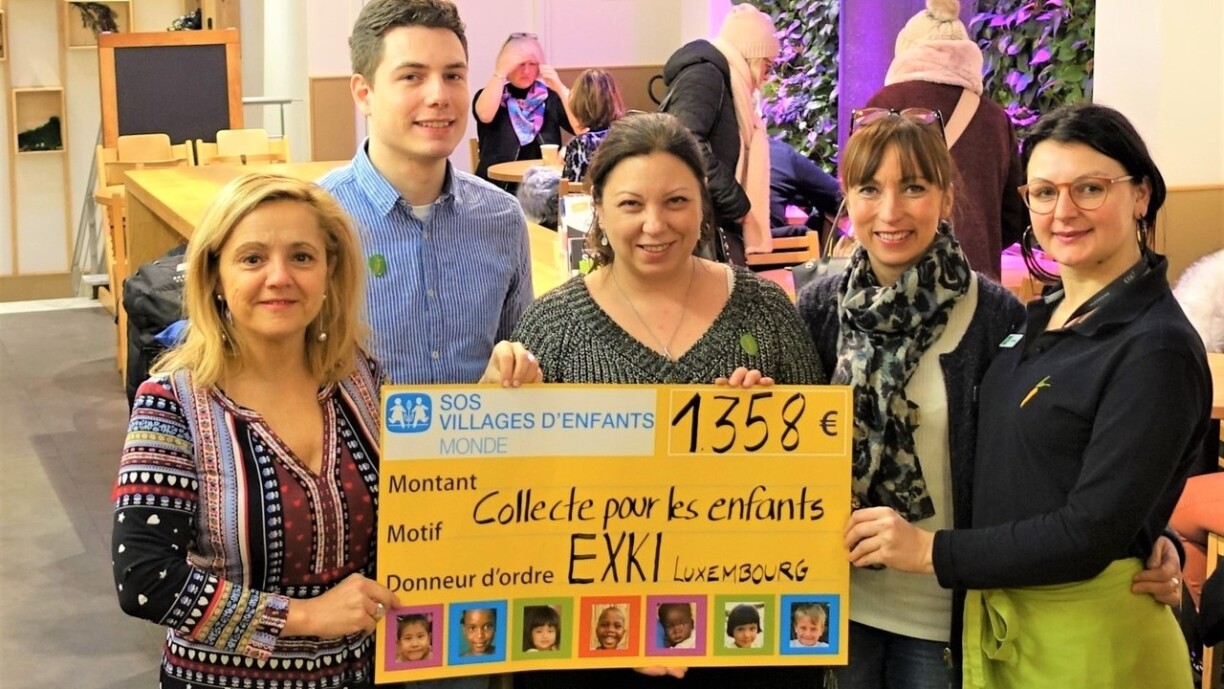 SOS
VILLAGES D'ENFANTS
MONDE
1.358 €
Montant
Motif
Collecte pour les enfants
Donneur d'ordre
EXKI LUXEMBOURG